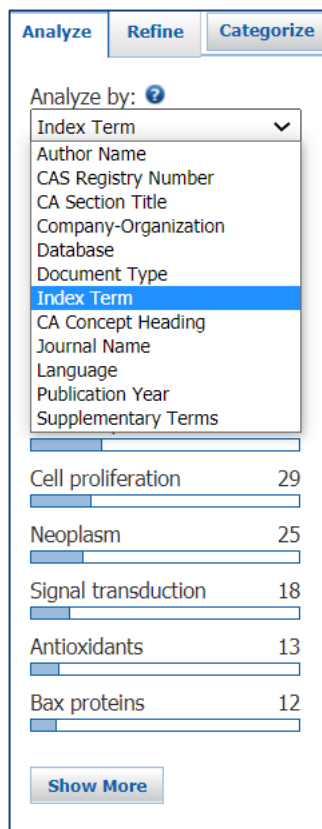 Analyze Refine Categorize
Analyze by: ?
Index Term
Author Name
CAS Registry Number
CA Section Title
Company-Organization
Database
Document Type
Index Term
CA Concept Heading
Journal Name
Language
Publication Year
Supplementary Terms
Cell proliferation 29
Neoplasm 25
Signal transduction 18
Antioxidants 13
Bax proteins 12
Show More